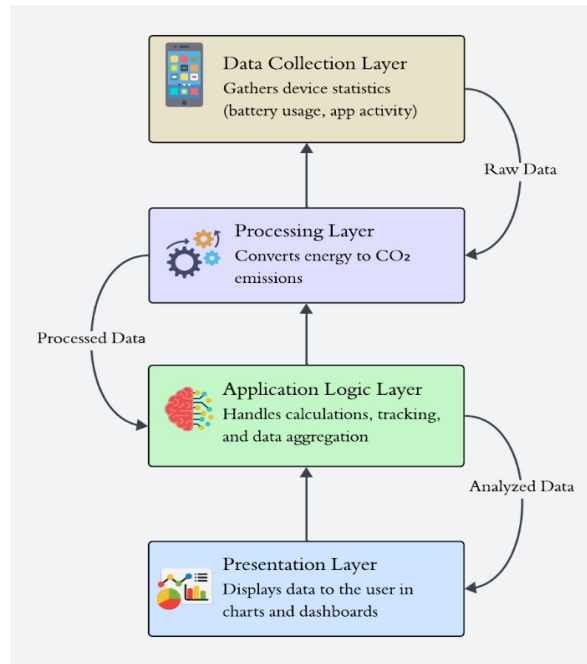 Data Collection Layer
Gathers device statistics
(battery usage, app activity)
Raw Data
Processing Layer
Converts energy to CO₂
emissions
Processed Data
Application Logic Layer
Handles calculations, tracking,
and data aggregation
Analyzed Data
Presentation Layer
Displays data to the user in
charts and dashboards